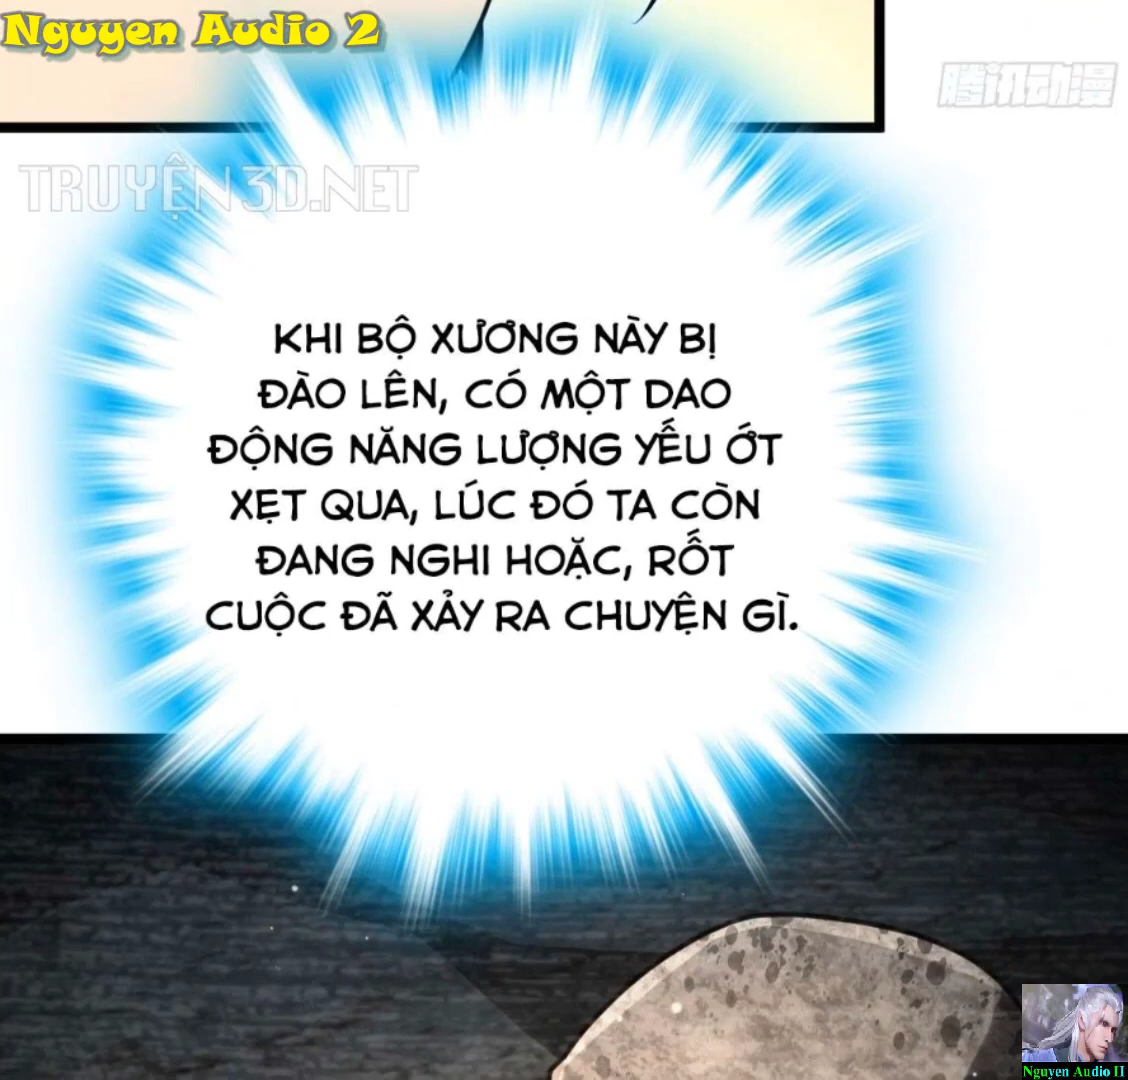 Nguyen Audio 2
腾讯动漫
TRUYỆN3D.NET
KHI BỘ XƯƠNG NÀY BỊ
ĐÀO LÊN, CÓ MỘT DAO
ĐỘNG NĂNG LƯỢNG YẾU ỚT
XẸT QUA, LÚC ĐÓ TA CÒN
ĐANG NGHI HOẶC, RỐT
CUỘC ĐÃ XẢY RA CHUYỆN GÌ.
Nguyen Audio II